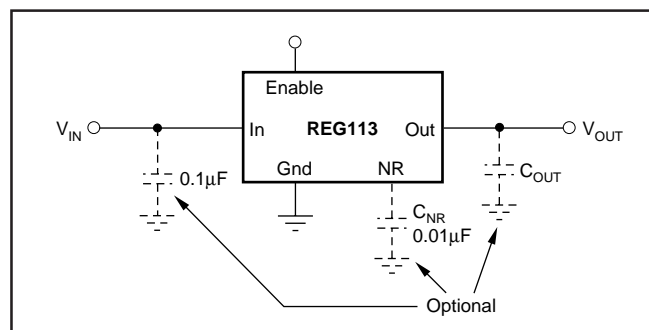 Enable
V_IN
In
REG113
Out
V_OUT
Gnd
NR
0.1μF
C_NR
0.01μF
C_OUT
Optional